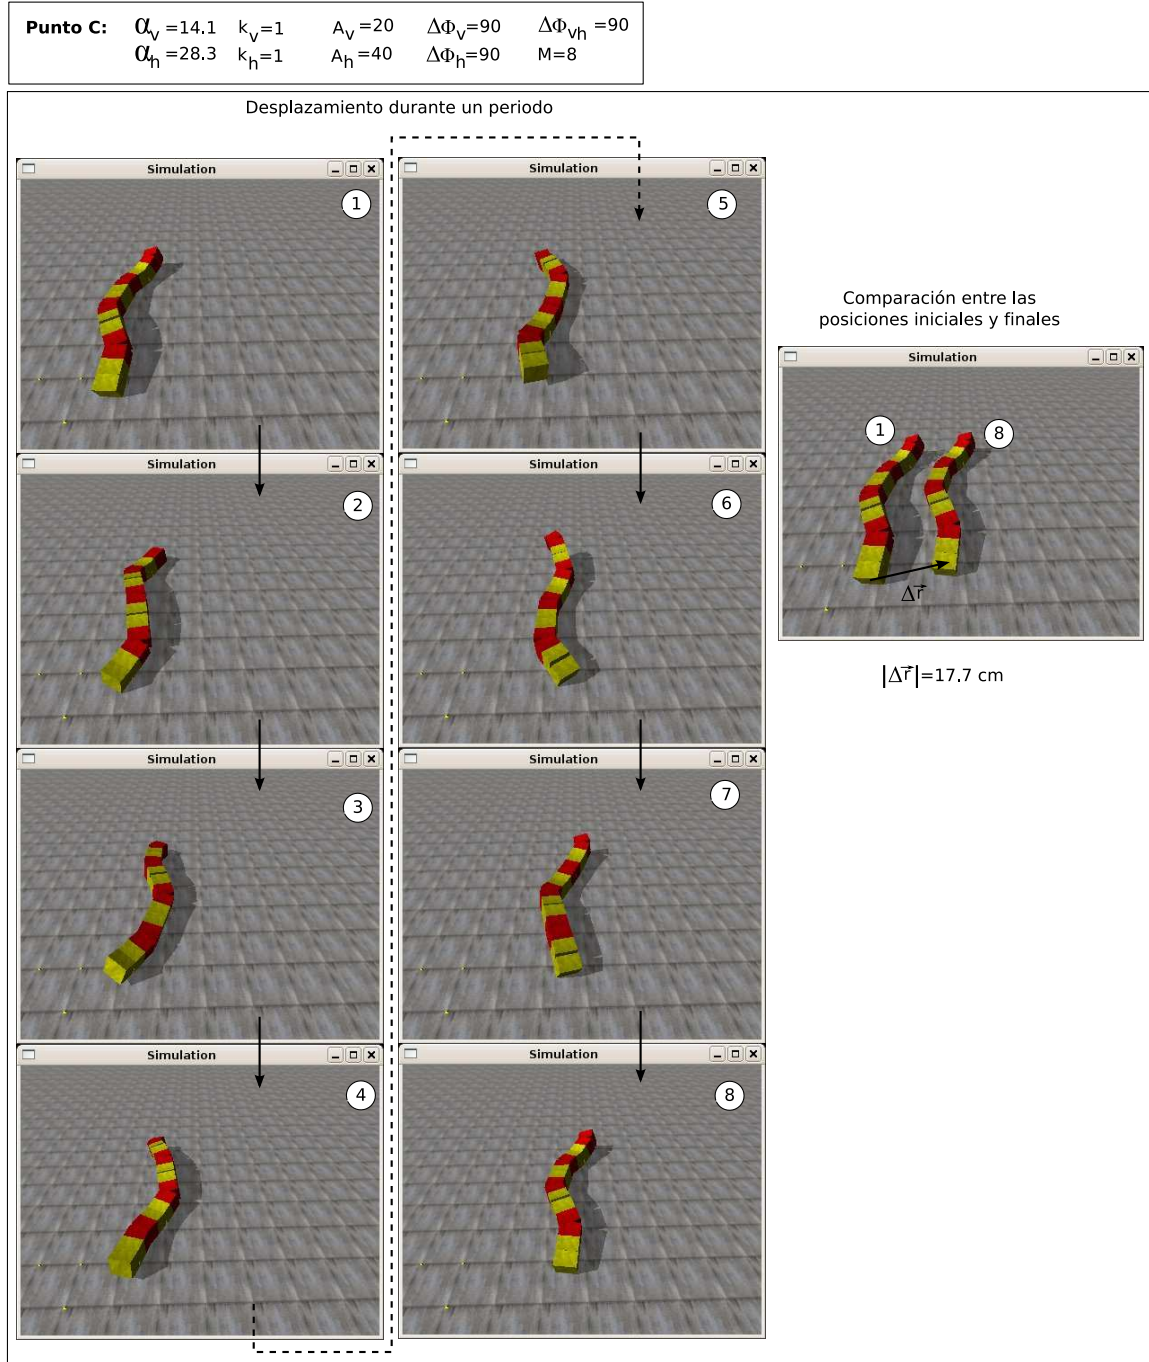 Punto C: αv=14.1 kv=1 Av=20 ΔΦv=90 ΔΦvh=90
αh=28.3 kh=1 Ah=40 ΔΦh=90 M=8
Desplazamiento durante un periodo
Simulation
1
Simulation
2
Simulation
3
Simulation
4
Simulation
5
Simulation
6
Simulation
7
Simulation
8
Comparación entre las
posiciones iniciales y finales
Simulation
1 8
Δr⃗
|Δr⃗|=17.7 cm